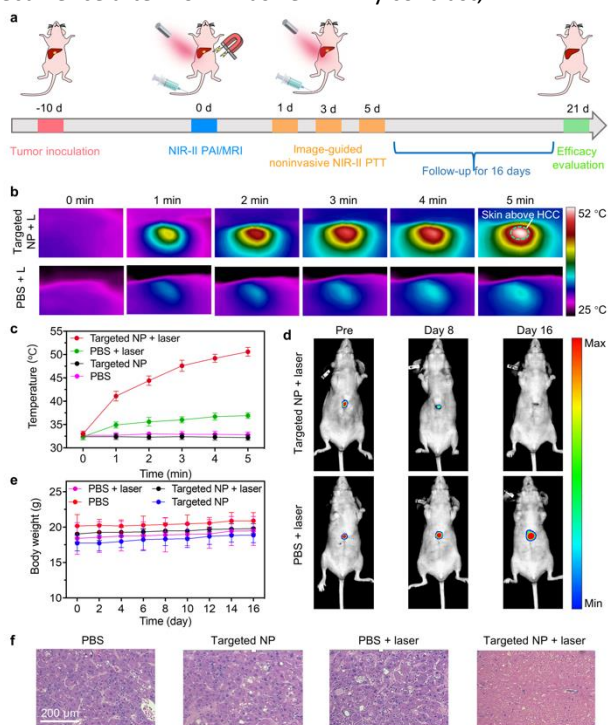 a
-10 d
0 d
1 d
3 d
5 d
21 d
Tumor inoculation
NIR-II PAI/MRI
Image-guided
noninvasive NIR-II PTT
Follow-up for 16 days
Efficacy
evaluation
b
0 min
1 min
2 min
3 min
4 min
5 min
Targeted
NP + L
Skin above HCC
PBS + L
52 °C
25 °C
c
Temperature (°C)
55
50
45
40
35
Targeted NP + laser
PBS + laser
Targeted NP
PBS
0 1 2 3 4 5
Time (min)
d
Pre
Day 8
Day 16
Targeted NP + laser
PBS + laser
Max
Min
e
Body weight (g)
25
20
15
10
PBS + laser
Targeted NP + laser
PBS
Targeted NP
0 2 4 6 8 10 12 14 16
Time (day)
f
PBS
Targeted NP
PBS + laser
Targeted NP + laser
200 µm